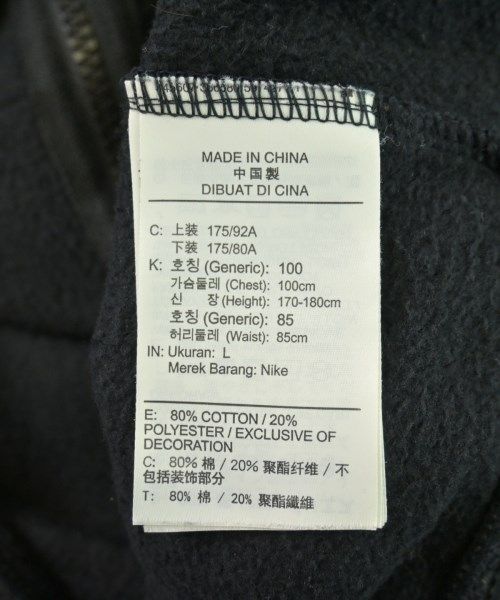 MADE IN CHINA
中国製
DIBUAT DI CINA
C: 上装 175/92A
下装 175/80A
K: 호칭 (Generic): 100
가슴둘레 (Chest): 100cm
신 장 (Height): 170-180cm
호칭 (Generic): 85
허리둘레 (Waist): 85cm
IN: Ukuran: L
Merek Barang: Nike
E: 80% COTTON / 20%
POLYESTER / EXCLUSIVE OF
DECORATION
C: 80% 棉 / 20% 聚酯纤维 / 不
包括装饰部分
T: 80% 棉 / 20% 聚酯纖維